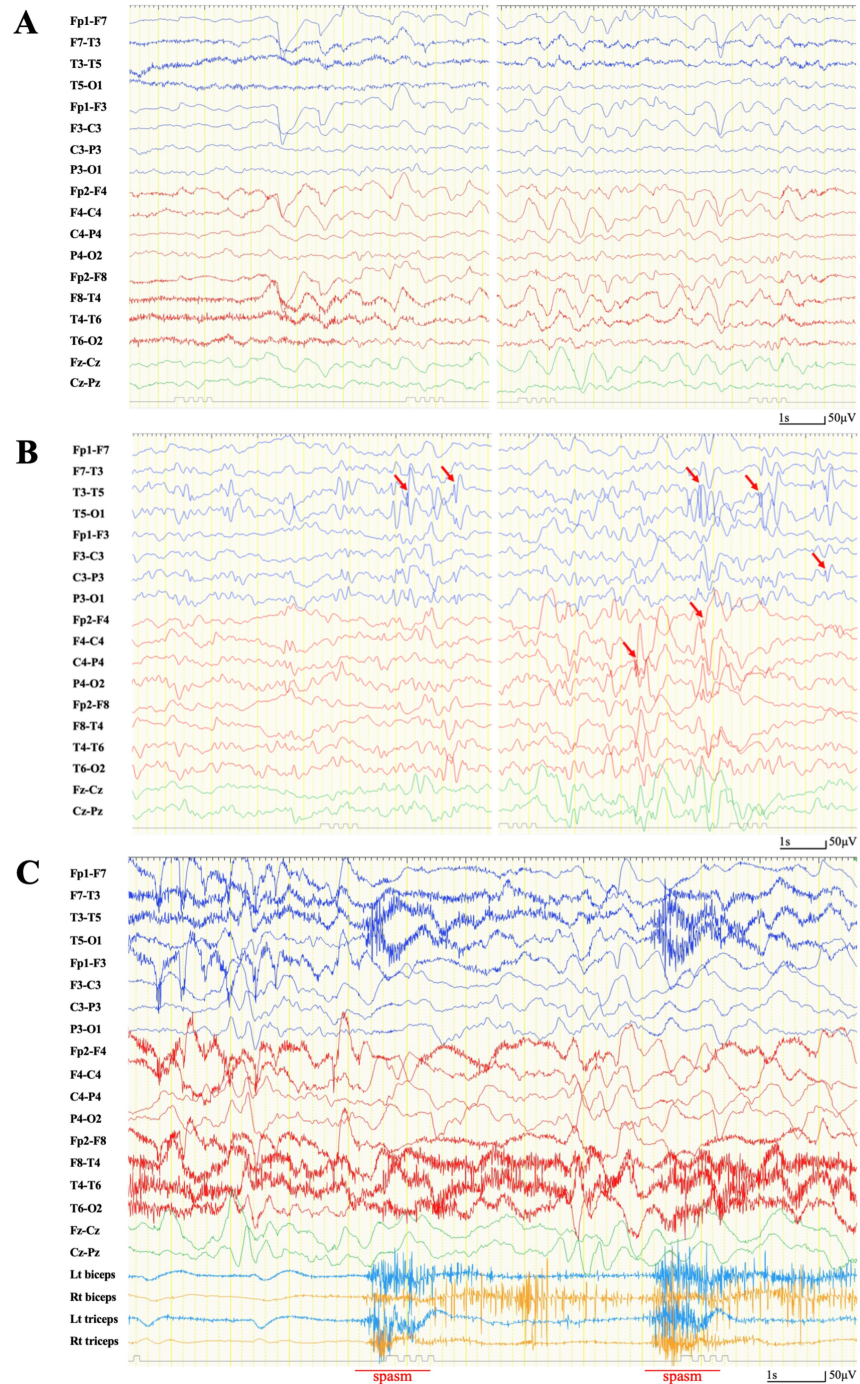 A
Fp1-F7
F7-T3
T3-T5
T5-O1
Fp1-F3
F3-C3
C3-P3
P3-O1
Fp2-F4
F4-C4
C4-P4
P4-O2
Fp2-F8
F8-T4
T4-T6
T6-O2
Fz-Cz
Cz-Pz
1s 50μV
B
Fp1-F7
F7-T3
T3-T5
T5-O1
Fp1-F3
F3-C3
C3-P3
P3-O1
Fp2-F4
F4-C4
C4-P4
P4-O2
Fp2-F8
F8-T4
T4-T6
T6-O2
Fz-Cz
Cz-Pz
1s 50μV
C
Fp1-F7
F7-T3
T3-T5
T5-O1
Fp1-F3
F3-C3
C3-P3
P3-O1
Fp2-F4
F4-C4
C4-P4
P4-O2
Fp2-F8
F8-T4
T4-T6
T6-O2
Fz-Cz
Cz-Pz
Lt biceps
Rt biceps
Lt triceps
Rt triceps
spasm spasm 1s 50μV